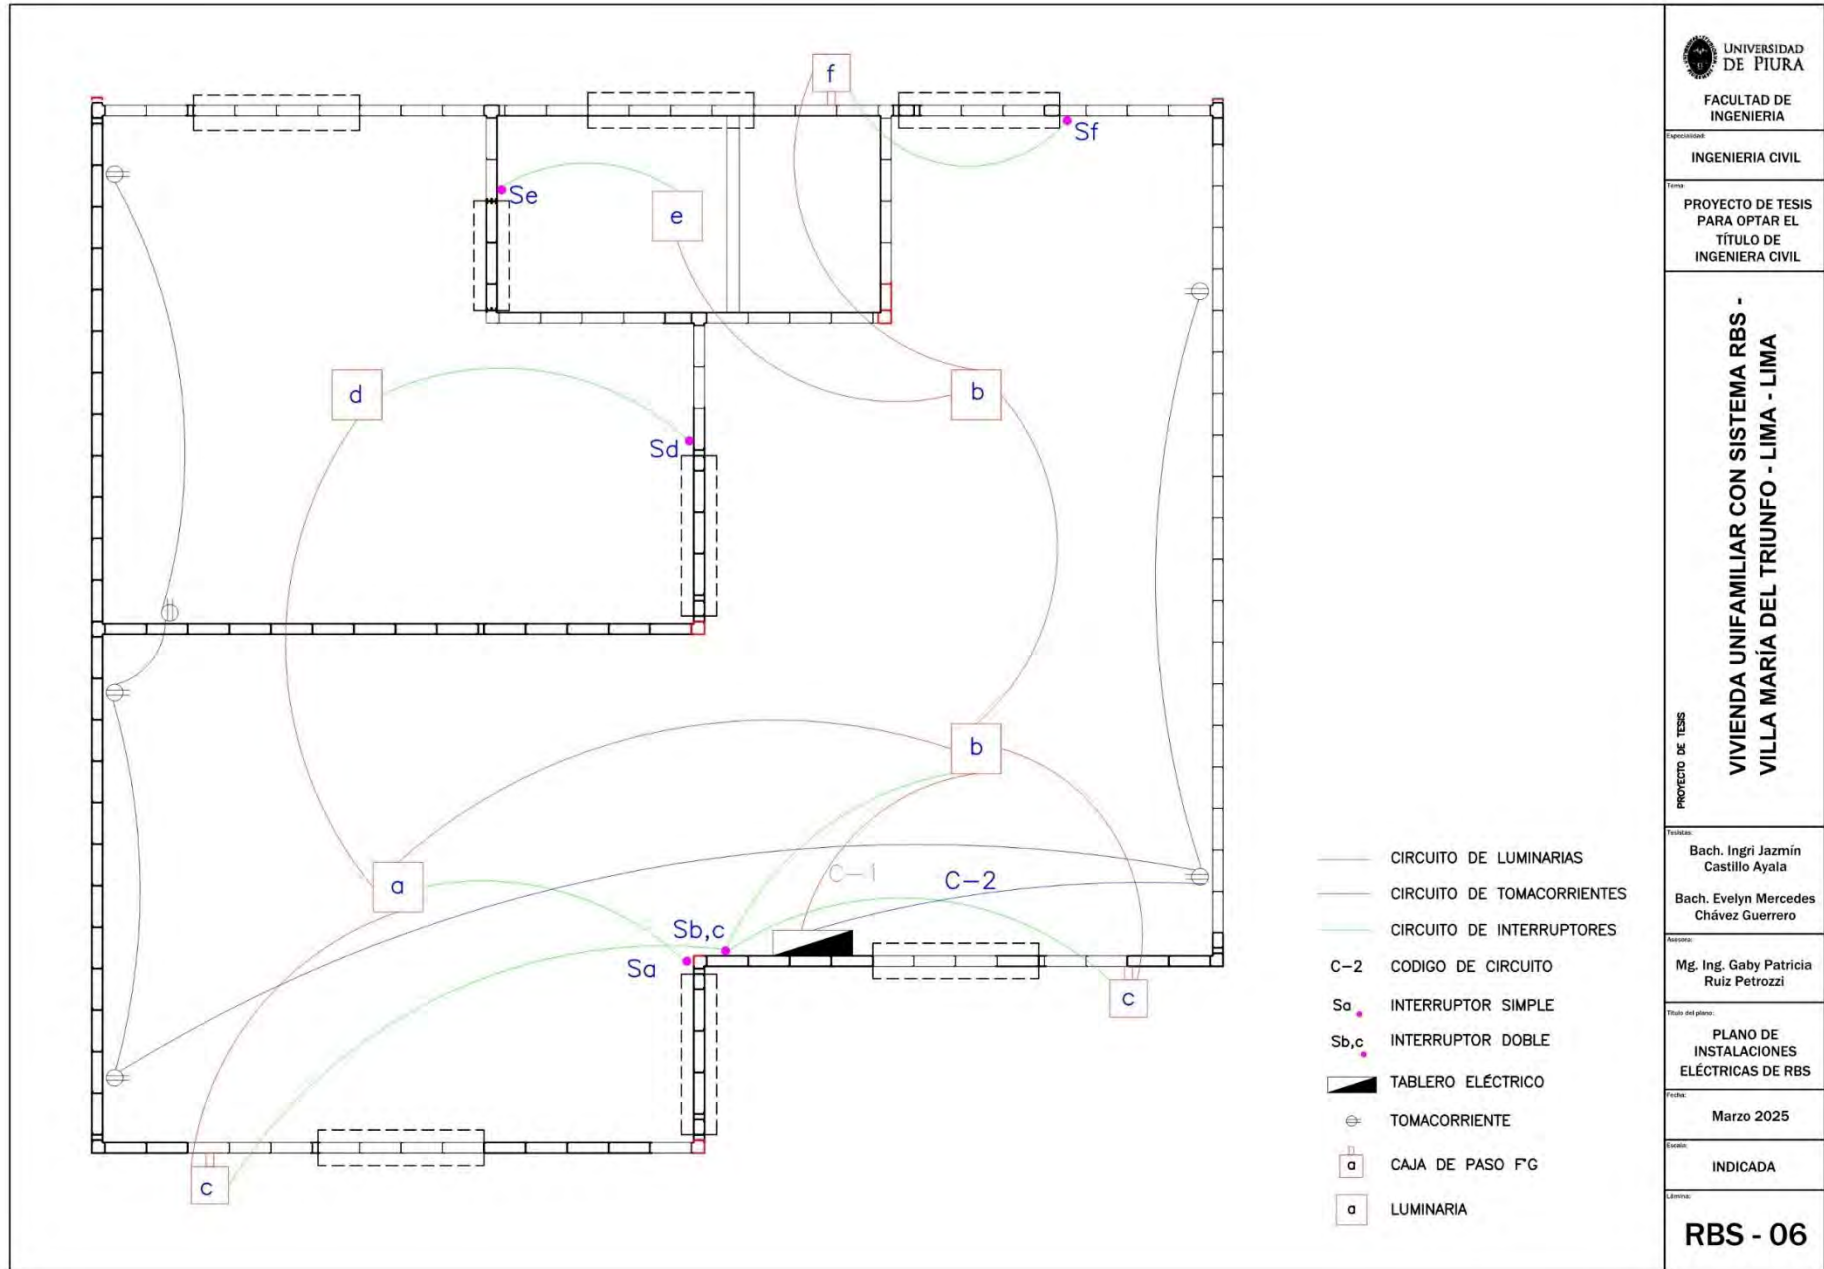 f
Sf
Se
e
d
b
Sd
b
a
C-1
C-2
Sb,c
Sa
c
c
CIRCUITO DE LUMINARIAS
CIRCUITO DE TOMACORRIENTES
CIRCUITO DE INTERRUPTORES
C-2 CODIGO DE CIRCUITO
Sa INTERRUPTOR SIMPLE
Sb,c INTERRUPTOR DOBLE
TABLERO ELÉCTRICO
TOMACORRIENTE
a CAJA DE PASO F°G
a LUMINARIA
UNIVERSIDAD
DE PIURA
FACULTAD DE
INGENIERIA
Especialidad:
INGENIERIA CIVIL
Tema:
PROYECTO DE TESIS
PARA OPTAR EL
TÍTULO DE
INGENIERA CIVIL
PROYECTO DE TESIS
VIVIENDA UNIFAMILIAR CON SISTEMA RBS -
VILLA MARÍA DEL TRIUNFO - LIMA - LIMA
Tesistas:
Bach. Ingri Jazmín
Castillo Ayala
Bach. Evelyn Mercedes
Chávez Guerrero
Asesora:
Mg. Ing. Gaby Patricia
Ruiz Petrozzi
Título del plano:
PLANO DE
INSTALACIONES
ELÉCTRICAS DE RBS
Fecha:
Marzo 2025
Escala:
INDICADA
Lámina:
RBS - 06